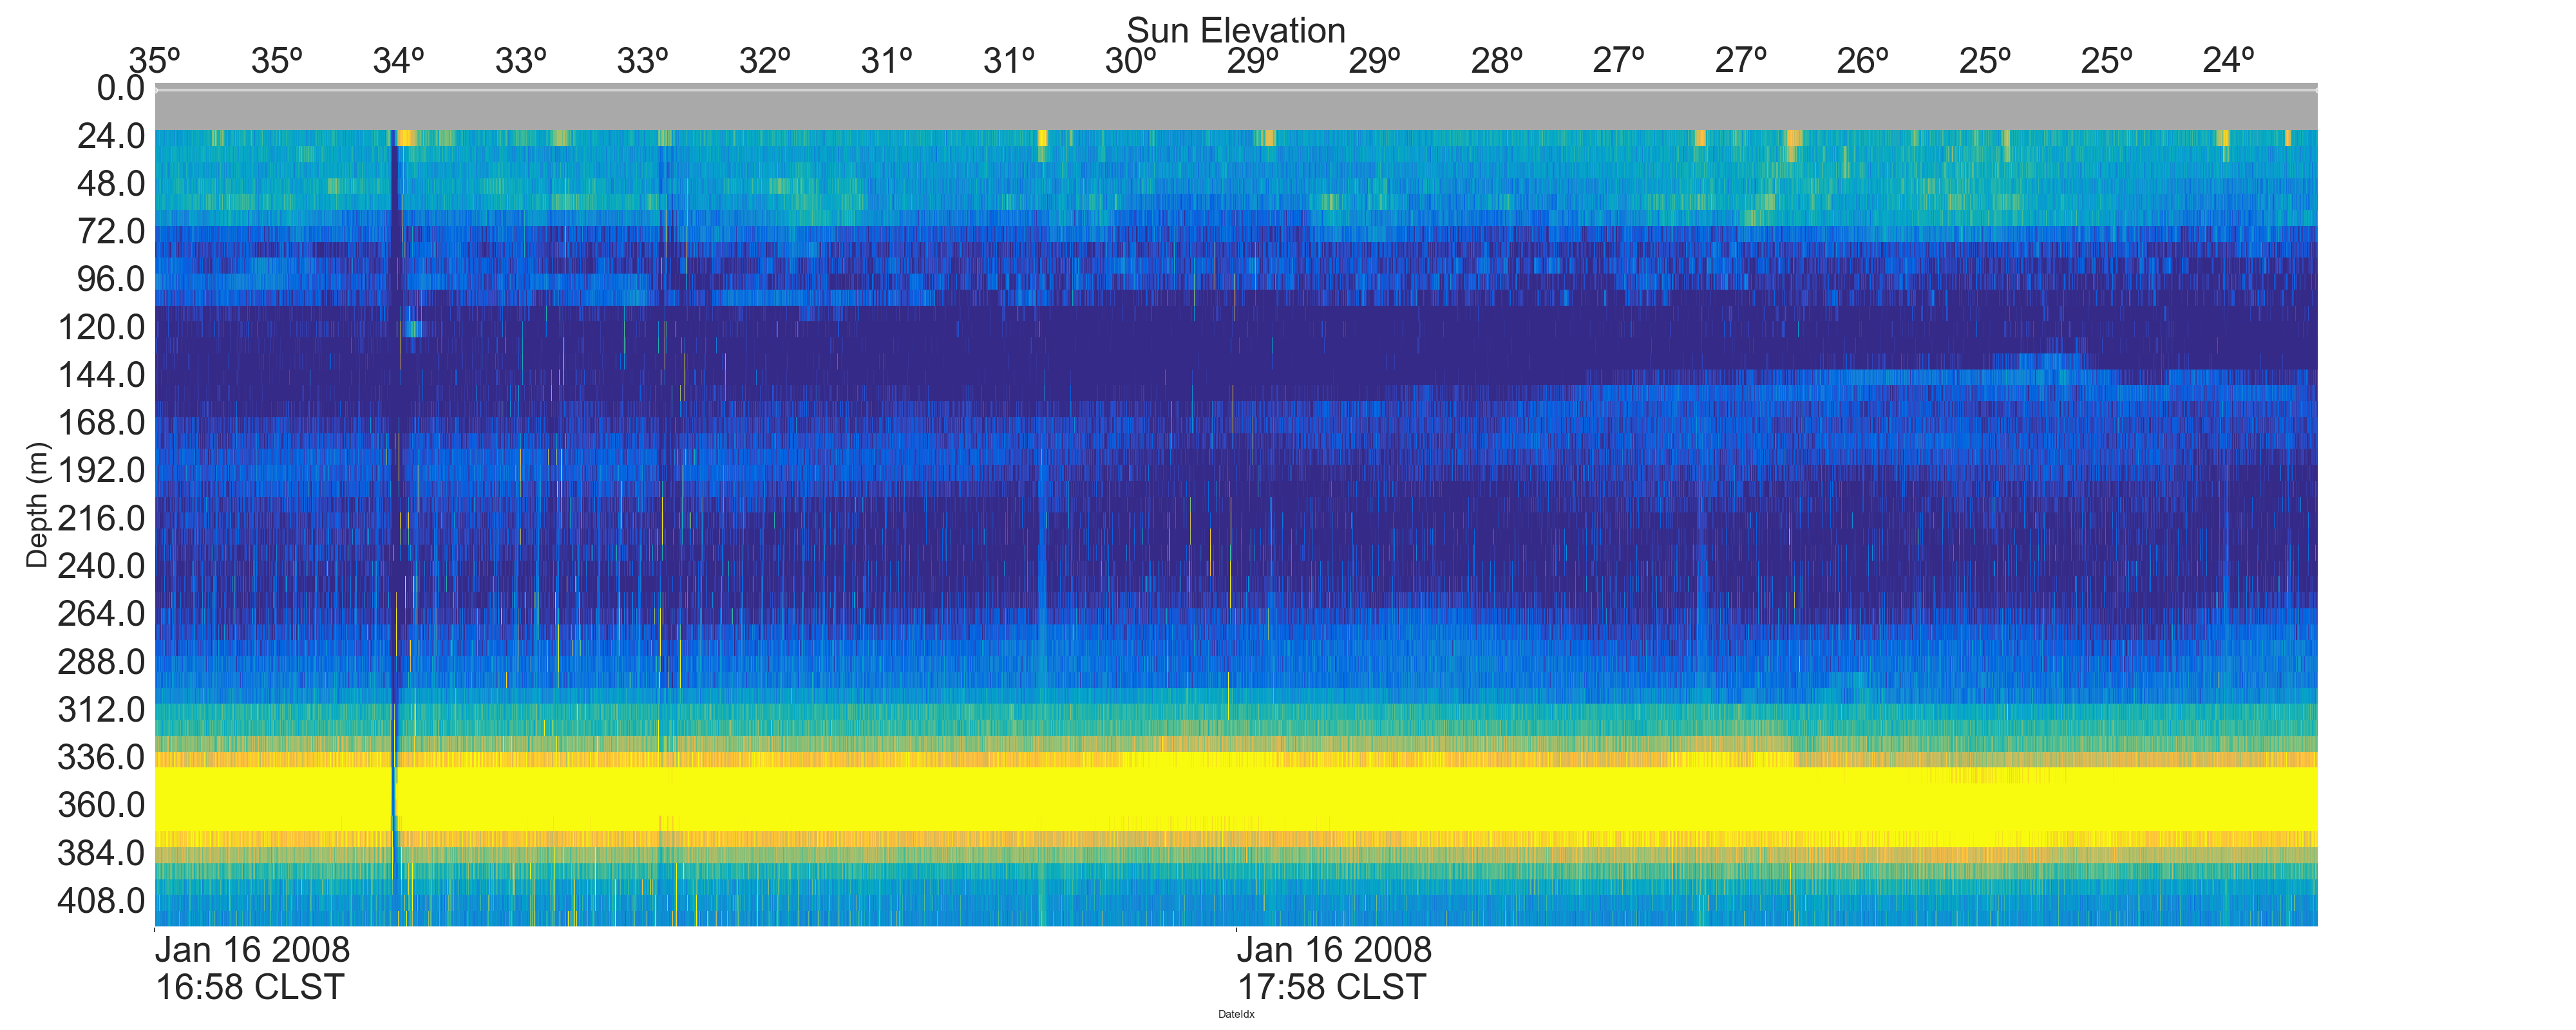 Sun Elevation
35º 35º 34º 33º 33º 32º 31º 31º 30º 29º 29º 28º 27º 27º 26º 25º 25º 24º
0.0
24.0
48.0
72.0
96.0
120.0
144.0
168.0
192.0
216.0
240.0
264.0
288.0
312.0
336.0
360.0
384.0
408.0
Depth (m)
Jan 16 2008
16:58 CLST
Jan 16 2008
17:58 CLST
DateIdx